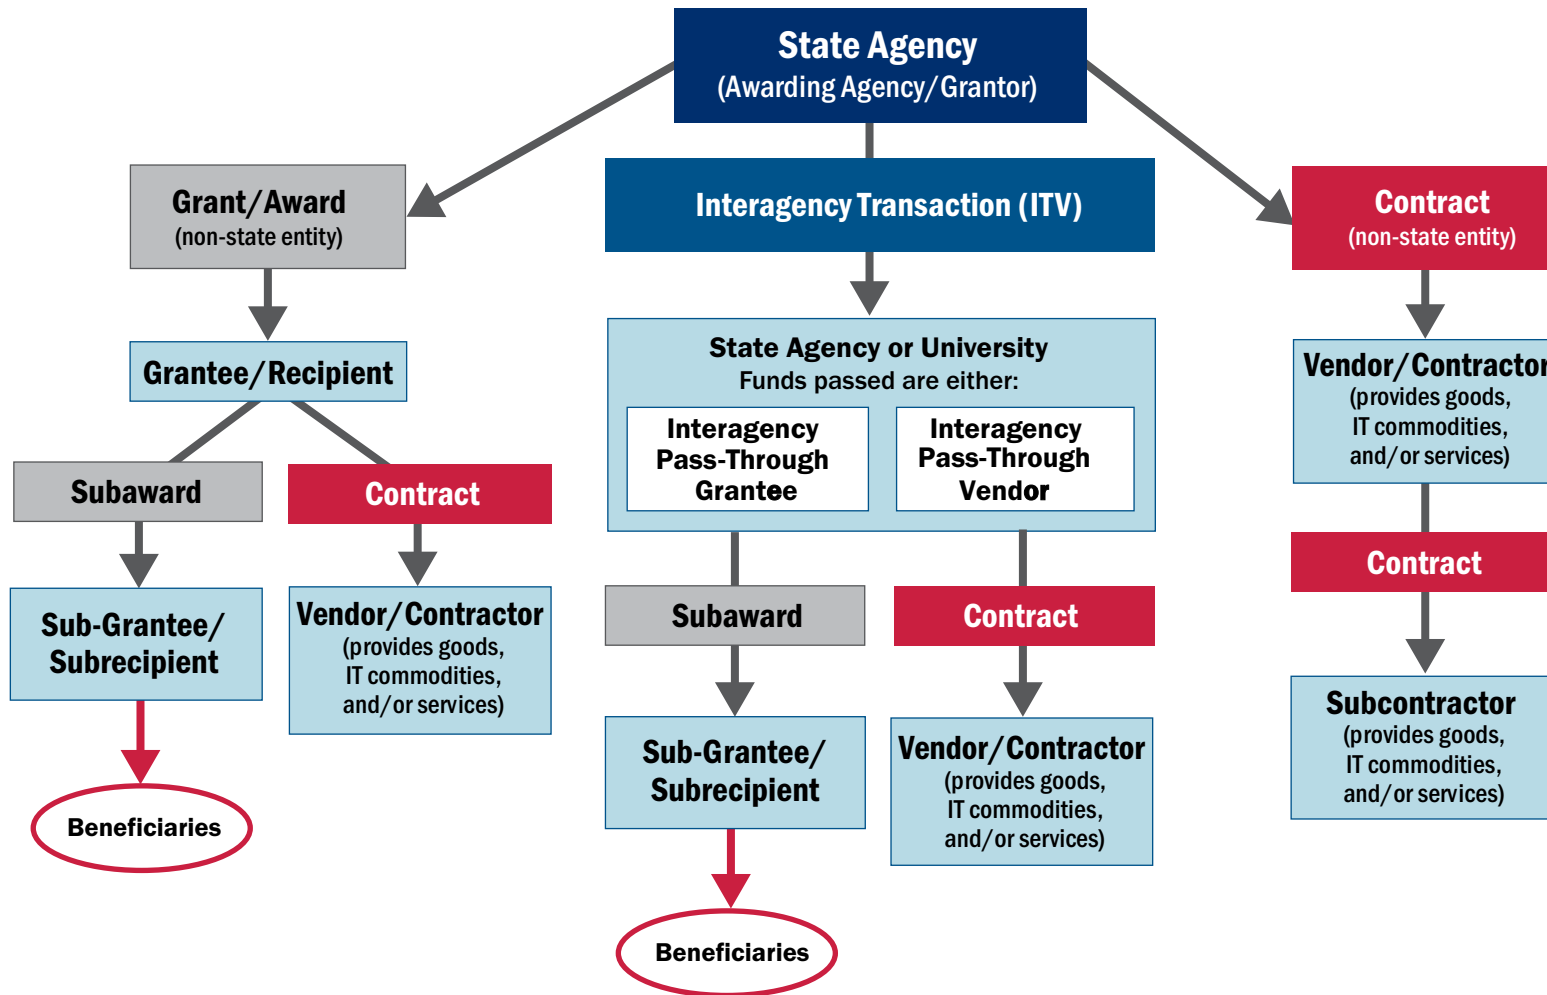 State Agency
(Awarding Agency/Grantor)
Grant/Award
(non-state entity)
Interagency Transaction (ITV)
Contract
(non-state entity)
Grantee/Recipient
State Agency or University
Funds passed are either:
Interagency
Pass-Through
Grantee
Interagency
Pass-Through
Vendor
Vendor/Contractor
(provides goods,
IT commodities,
and/or services)
Subaward
Contract
Contract
Sub-Grantee/
Subrecipient
Vendor/Contractor
(provides goods,
IT commodities,
and/or services)
Subaward
Contract
Subcontractor
(provides goods,
IT commodities,
and/or services)
Sub-Grantee/
Subrecipient
Vendor/Contractor
(provides goods,
IT commodities,
and/or services)
Beneficiaries
Beneficiaries